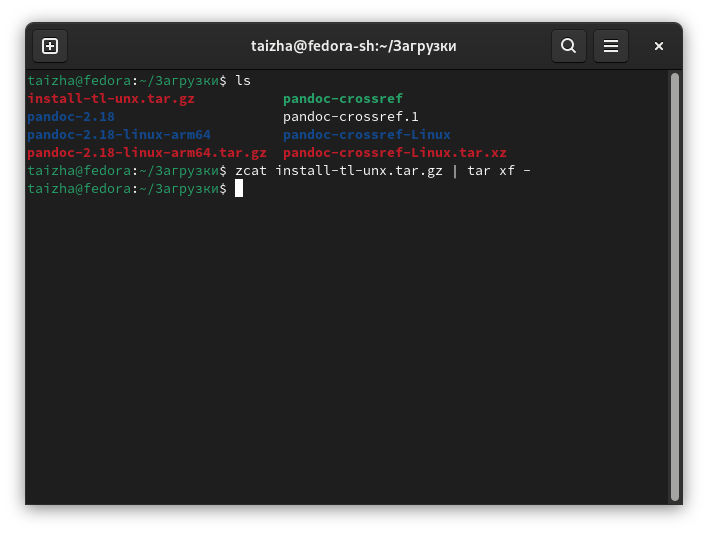 taizha@fedora-sh:~/Загрузки
taizha@fedora:~/Загрузки$ ls
install-tl-unx.tar.gz pandoc-crossref
pandoc-2.18 pandoc-crossref.1
pandoc-2.18-linux-arm64 pandoc-crossref-Linux
pandoc-2.18-linux-arm64.tar.gz pandoc-crossref-Linux.tar.xz
taizha@fedora:~/Загрузки$ zcat install-tl-unx.tar.gz | tar xf -
taizha@fedora:~/Загрузки$